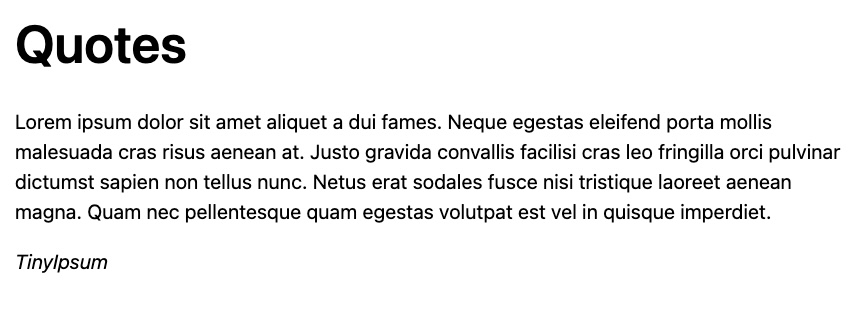 Quotes
Lorem ipsum dolor sit amet aliquet a dui fames. Neque egestas eleifend porta mollis
malesuada cras risus aenean at. Justo gravida convallis facilisi cras leo fringilla orci pulvinar
dictumst sapien non tellus nunc. Netus erat sodales fusce nisi tristique laoreet aenean
magna. Quam nec pellentesque quam egestas volutpat est vel in quisque imperdiet.
TinyIpsum